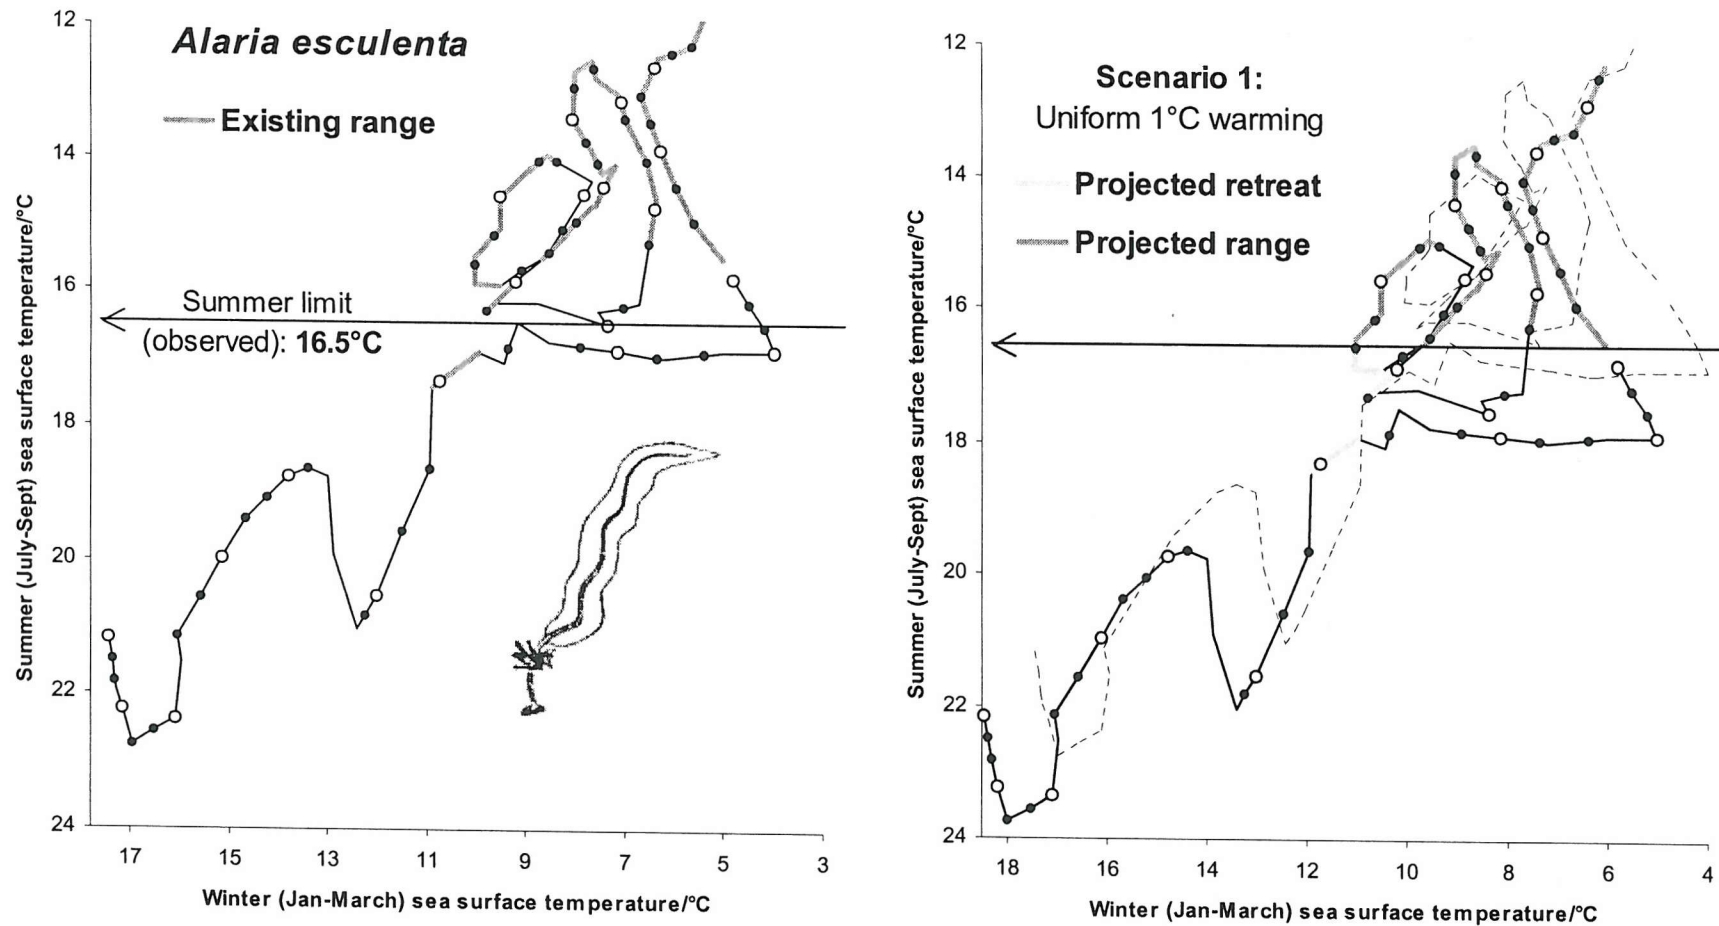 12
14
16
18
20
22
24
Summer (July-Sept) sea surface temperature/°C
Alaria esculenta
Existing range
Summer limit
(observed): 16.5°C
17
15
13
11
9
7
5
3
Winter (Jan-March) sea surface temperature/°C
12
14
16
18
20
22
24
Summer (July-Sept) sea surface temperature/°C
Scenario 1:
Uniform 1°C warming
Projected retreat
Projected range
18
16
14
12
10
8
6
4
Winter (Jan-March) sea surface temperature/°C